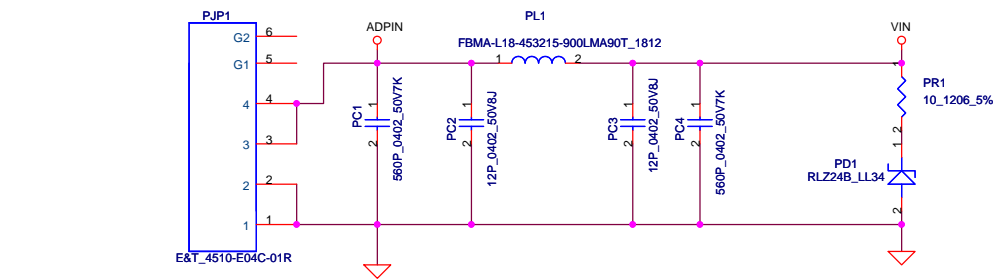 PJP1
G2
6
G1
5
4
4
3
3
2
2
1
1
E&T_4510-E04C-01R
ADPIN
PL1
FBMA-L18-453215-900LMA90T_1812
1
2
VIN
PC1
1
2
560P_0402_50V7K
PC2
1
2
12P_0402_50V8J
PC3
1
2
12P_0402_50V8J
PC4
1
2
560P_0402_50V7K
1
PR1
10_1206_5%
2
1
PD1
RLZ24B_LL34
2